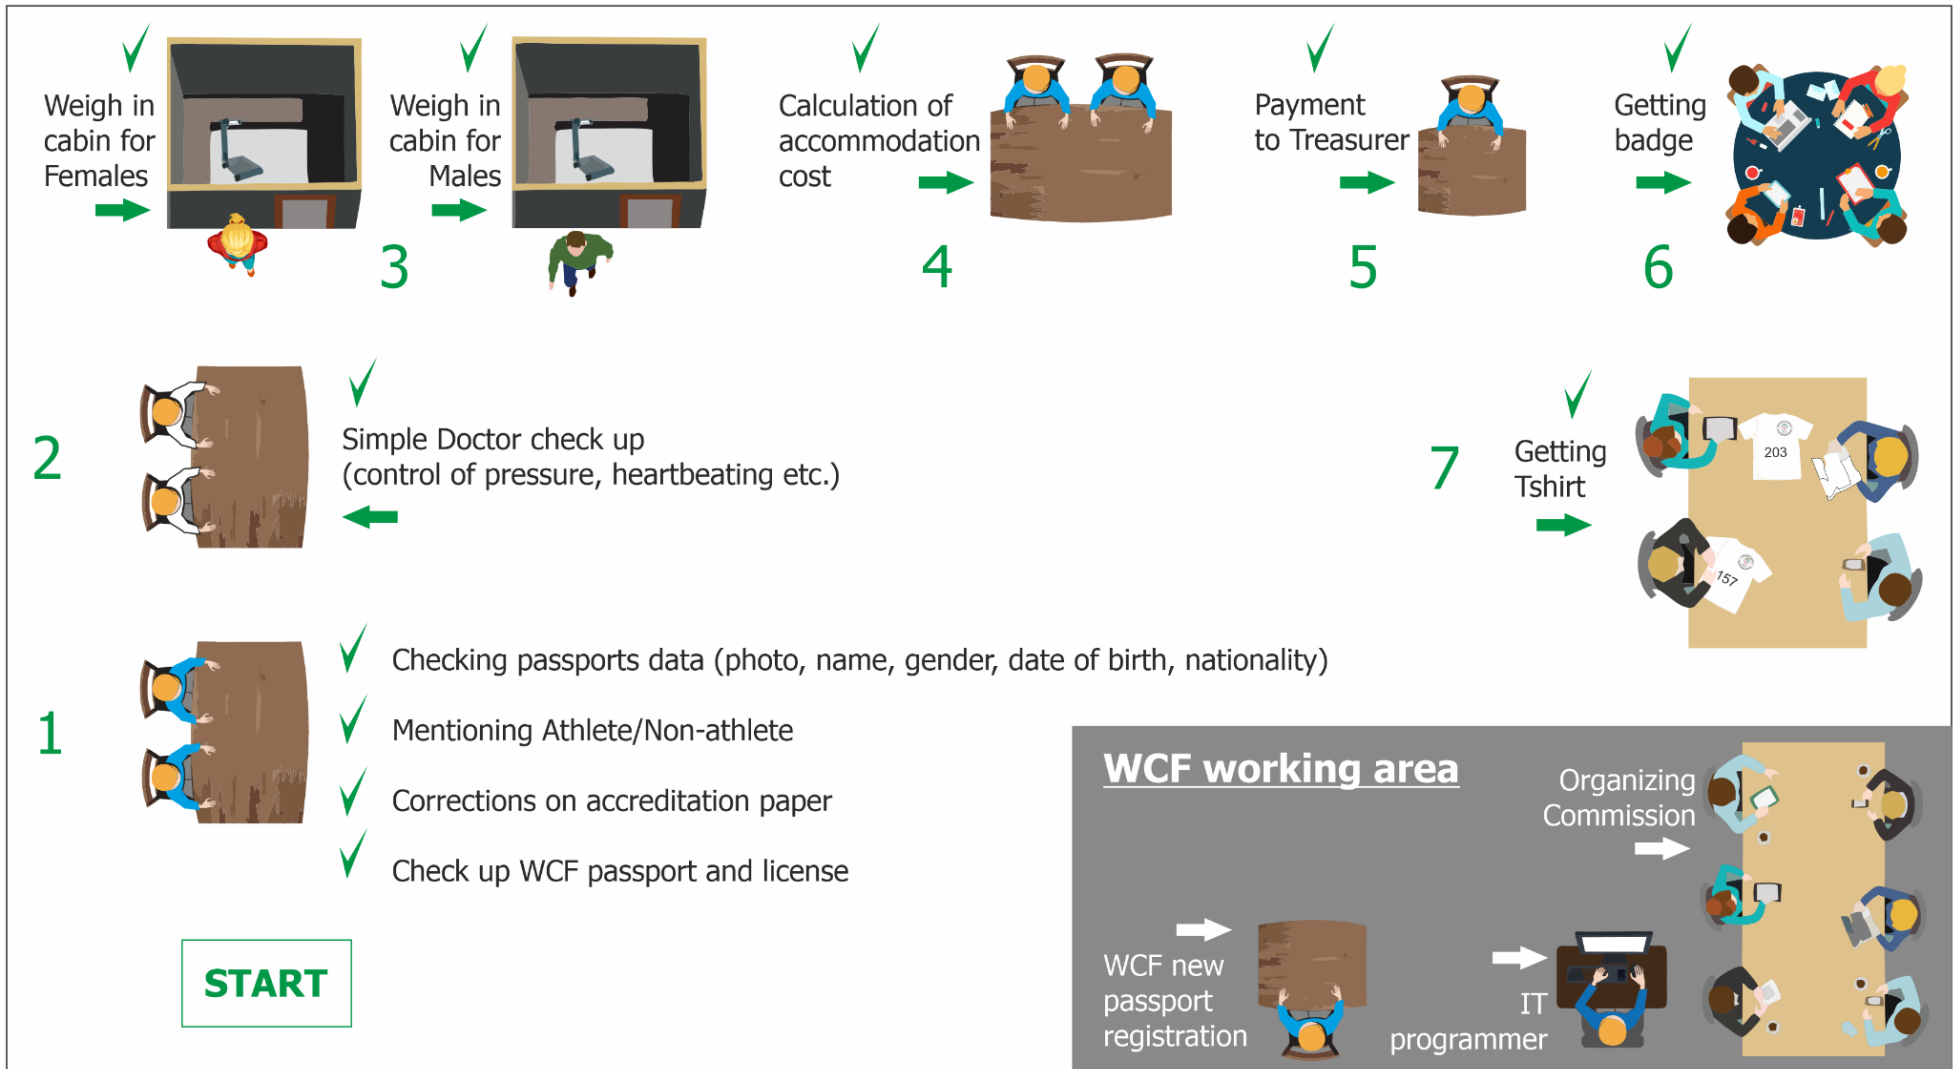 Weigh in
cabin for
Females
Weigh in
cabin for
Males
3
Calculation of
accommodation
cost
4
Payment
to Treasurer
5
Getting
badge
6
2
Simple Doctor check up
(control of pressure, heartbeating etc.)
7
Getting
Tshirt
203
157
1
Checking passports data (photo, name, gender, date of birth, nationality)
Mentioning Athlete/Non-athlete
Corrections on accreditation paper
Check up WCF passport and license
START
WCF working area
Organizing
Commission
WCF new
passport
registration
IT
programmer